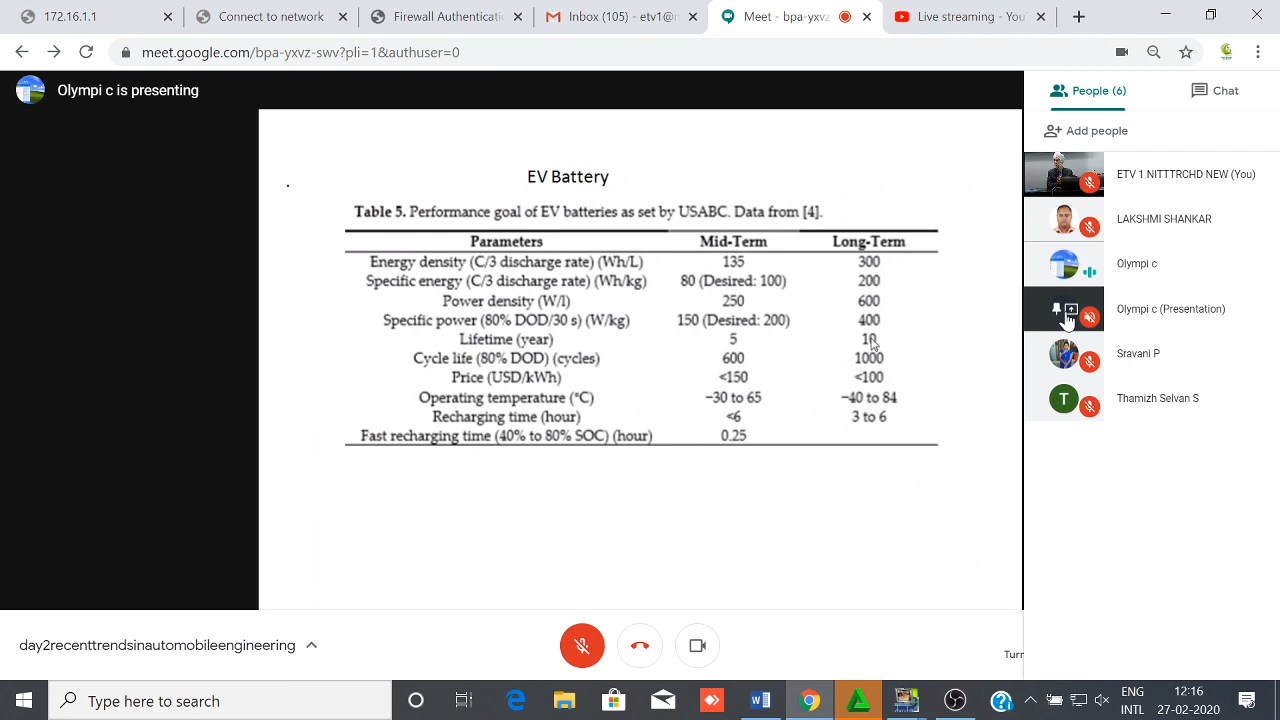 172.16.1.1
Connect to network
Firewall Authenticati
Inbox (105)
etv1@n
Meet - bpa-yxvz
Live streaming - You
meet.google.com/bpa-yxvz-swv?pli=1&authuser=0
Olympi c is presenting
People (6)
Chat
Add people
ETV 1 NITTTRCHD NEW (You)
LAKSHMI SHANKAR
Olympi c
Olympi c (Presentation)
Sravani P
T
Thamizh Selvan S
EV Battery
Table 5. Performance goal of EV batteries as set by USABC. Data from [4].
Parameters Mid-Term Long-Term
Energy density (C/3 discharge rate) (Wh/L) 135 300
Specific energy (C/3 discharge rate) (Wh/kg) 80 (Desired: 100) 200
Power density (W/l) 250 600
Specific power (80% DOD/30 s) (W/kg) 150 (Desired: 200) 400
Lifetime (year) 5 10
Cycle life (80% DOD) (cycles) 600 1000
Price (USD/kWh) <150 <100
Operating temperature (°C) −30 to 65 −40 to 84
Recharging time (hour) <6 3 to 6
Fast recharging time (40% to 80% SOC) (hour) 0.25
day2recenttrendsinautomobileengineering
Turn
Type here to search
ENG
INTL
12:16
27-02-2020